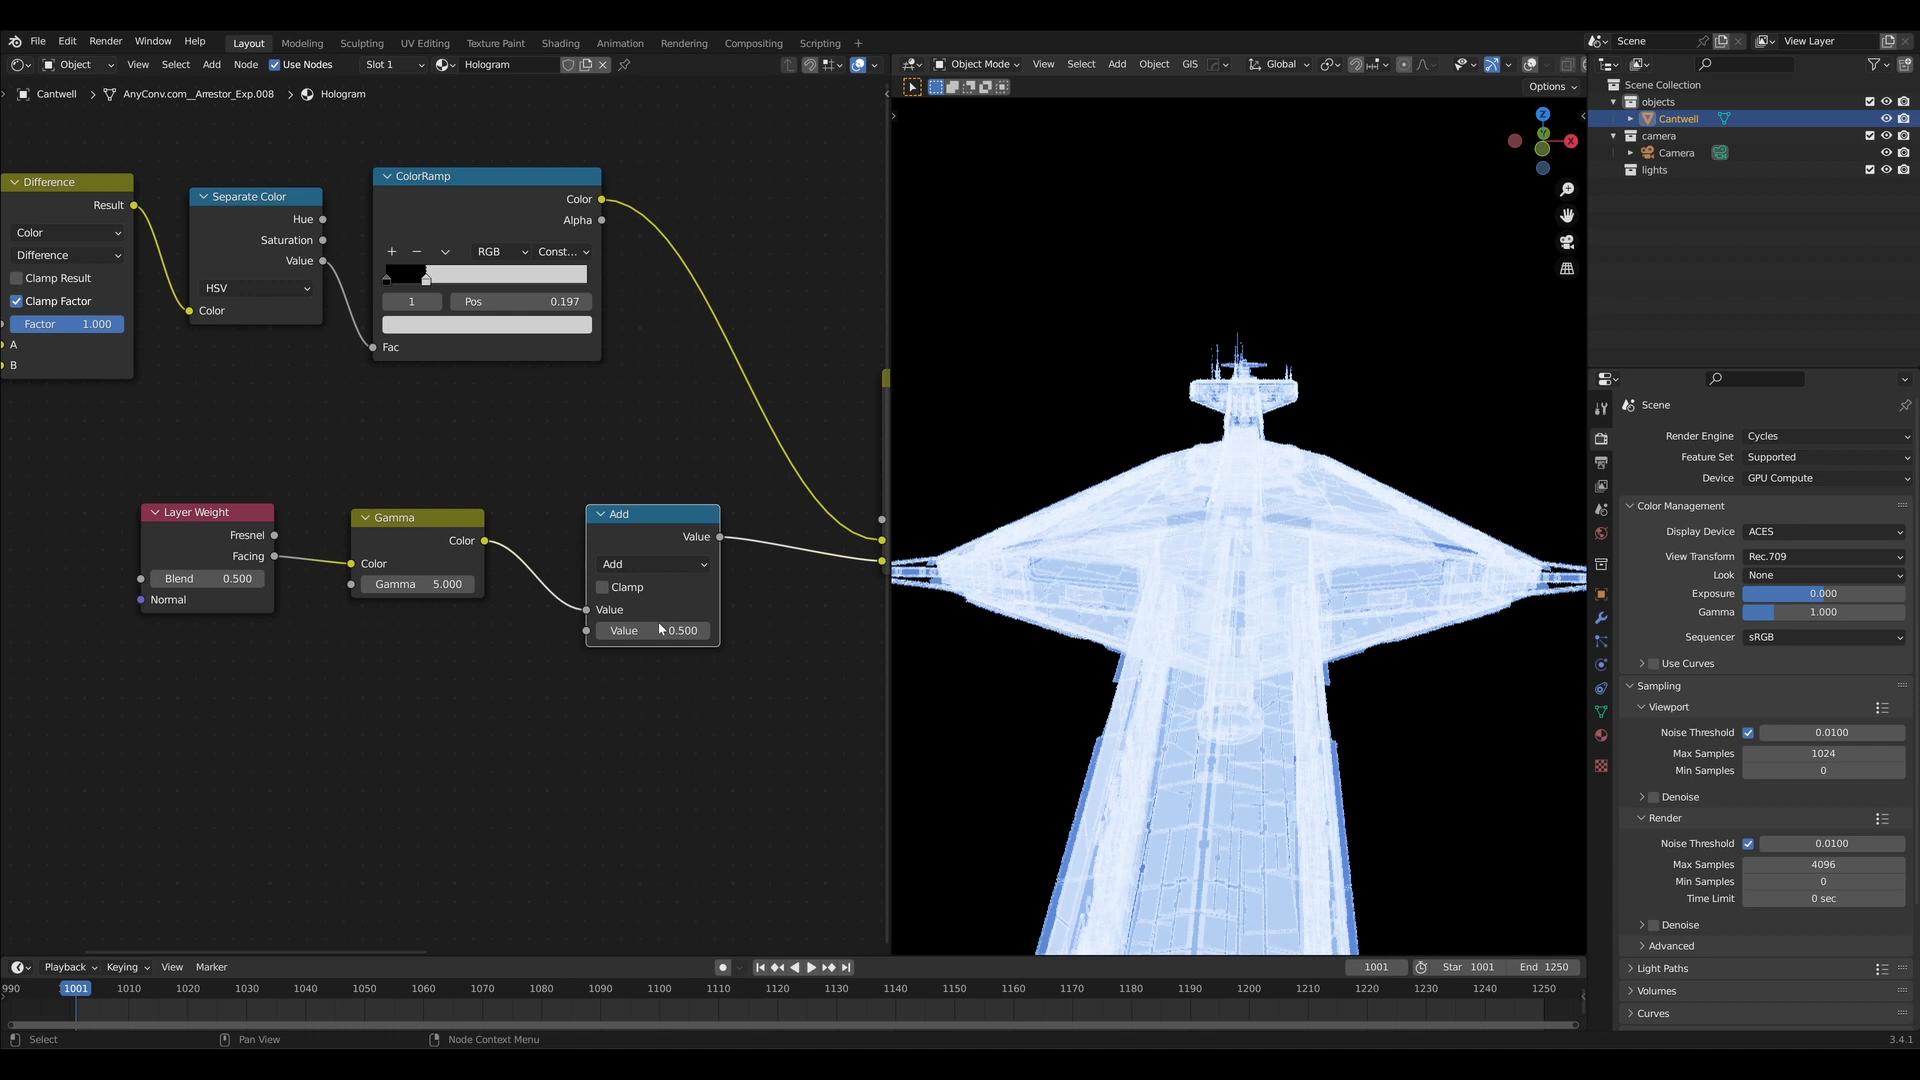 File Edit Render Window Help Layout Modeling Sculpting UV Editing Texture Paint Shading Animation Rendering Compositing Scripting + Scene View Layer
Object View Select Add Node Use Nodes Slot 1 Hologram
Object Mode View Select Add Object GIS Global
Cantwell > AnyConv.com__Arrestor_Exp.008 > Hologram
Options
Scene Collection
objects
Cantwell
camera
Camera
lights
Z
Y
X
Difference
Result
Color
Difference
Clamp Result
Clamp Factor
Factor 1.000
A
B
Separate Color
Hue
Saturation
Value
HSV
Color
ColorRamp
Color
Alpha
+ − RGB Const...
1 Pos 0.197
Fac
Layer Weight
Fresnel
Facing
Blend 0.500
Normal
Gamma
Color
Color
Gamma 5.000
Add
Value
Add
Clamp
Value
Value 0.500
Scene
Render Engine Cycles
Feature Set Supported
Device GPU Compute
Color Management
Display Device ACES
View Transform Rec.709
Look None
Exposure 0.000
Gamma 1.000
Sequencer sRGB
Use Curves
Sampling
Viewport
Noise Threshold 0.0100
Max Samples 1024
Min Samples 0
Denoise
Render
Noise Threshold 0.0100
Max Samples 4096
Min Samples 0
Time Limit 0 sec
Denoise
Advanced
Light Paths
Volumes
Curves
Playback Keying View Marker 1001 Star 1001 End 1250
990 1001 1010 1020 1030 1040 1050 1060 1070 1080 1090 1100 1110 1120 1130 1140 1150 1160 1170 1180 1190 1200 1210 1220 1230 1240 1250
Select Pan View Node Context Menu 3.4.1